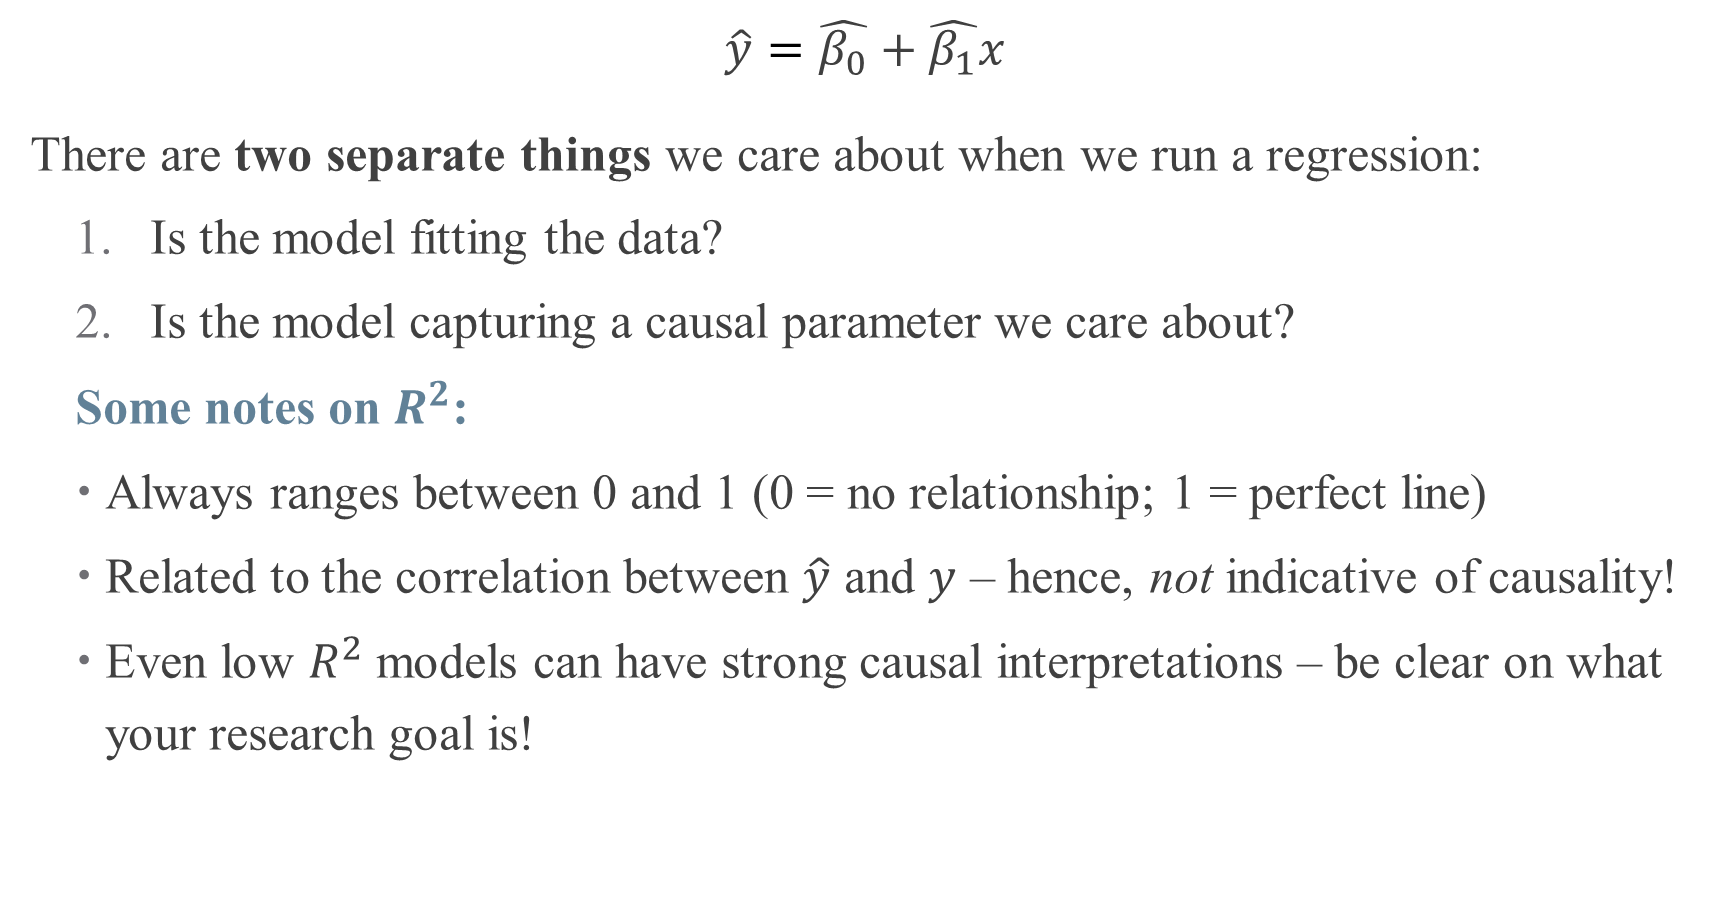 ŷ = β̂₀ + β̂₁x
There are two separate things we care about when we run a regression:
1. Is the model fitting the data?
2. Is the model capturing a causal parameter we care about?
Some notes on R²:
• Always ranges between 0 and 1 (0 = no relationship; 1 = perfect line)
• Related to the correlation between ŷ and y – hence, not indicative of causality!
• Even low R² models can have strong causal interpretations – be clear on what
your research goal is!